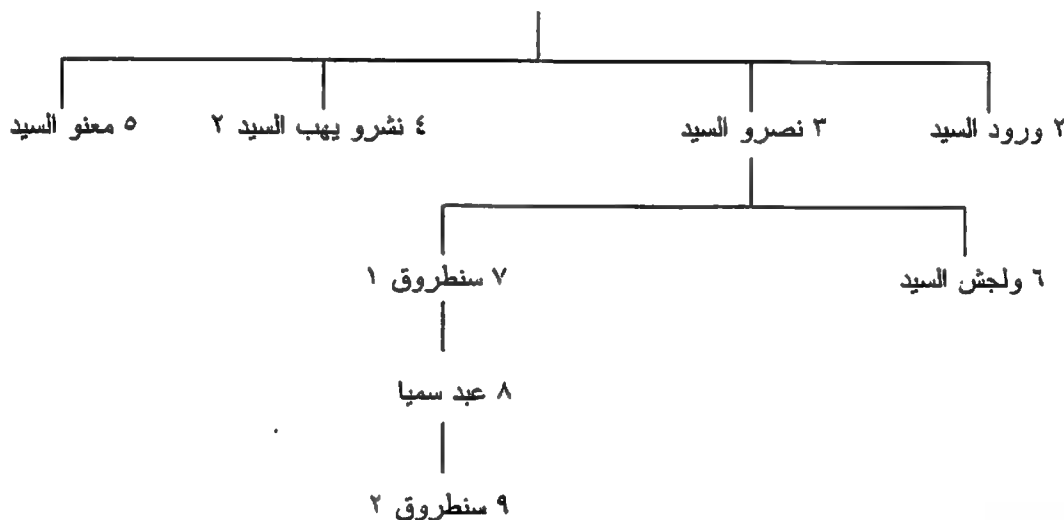 ٢ ورود السيد ٣ نصرو السيد ٤ نشرو يهب السيد ٢ ٥ معنو السيد
٦ ولجش السيد ٧ سنطروق ١
٨ عبد سميا
٩ سنطروق ٢